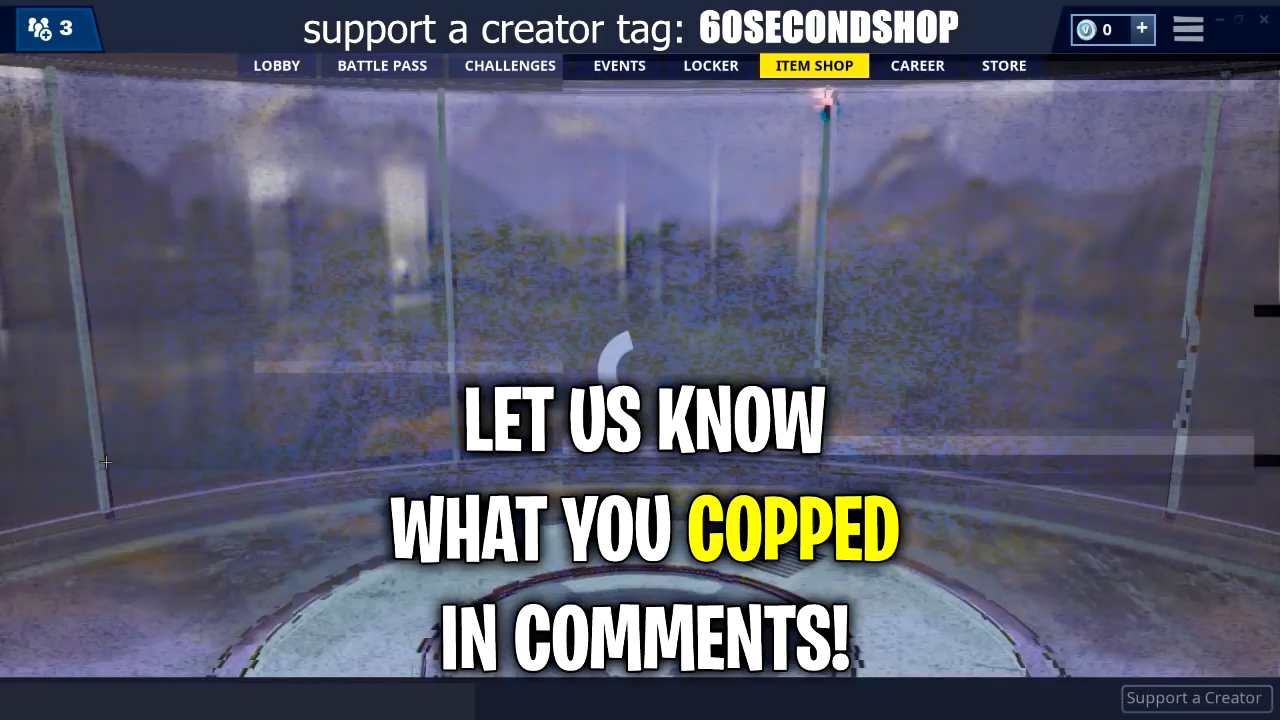 support a creator tag: 60SECONDSHOP
3
0 +
LOBBY BATTLE PASS CHALLENGES EVENTS LOCKER ITEM SHOP CAREER STORE
LET US KNOW
WHAT YOU COPPED
IN COMMENTS!
Support a Creator